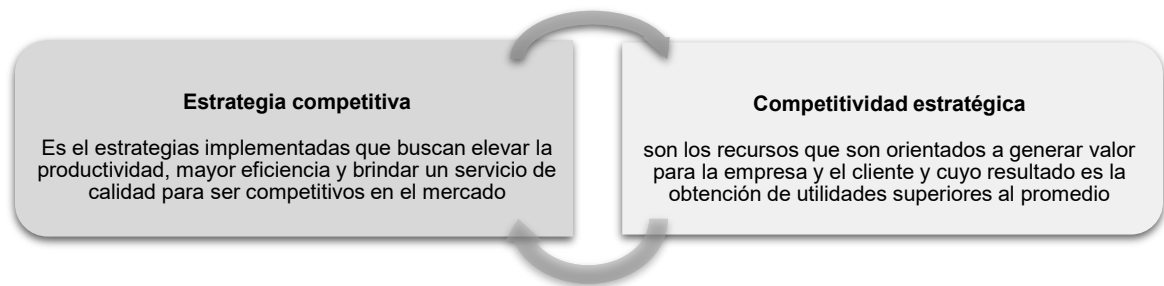 Estrategia competitiva
Es el estrategias implementadas que buscan elevar la
productividad, mayor eficiencia y brindar un servicio de
calidad para ser competitivos en el mercado
Competitividad estratégica
son los recursos que son orientados a generar valor
para la empresa y el cliente y cuyo resultado es la
obtención de utilidades superiores al promedio